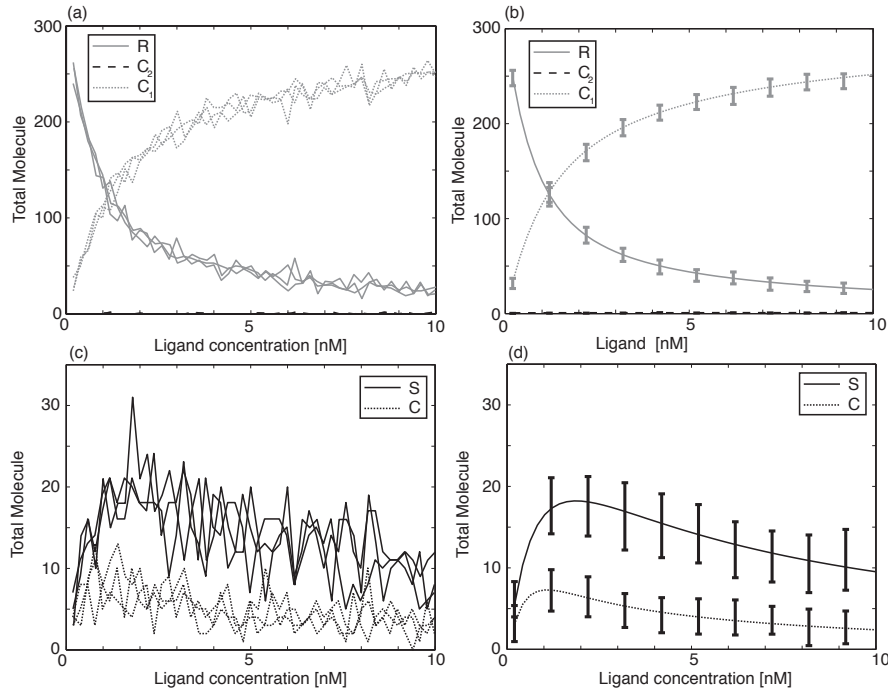 (a)
300
200
100
0
0
5
10
Total Molecule
Ligand concentration [nM]
R
C₂
C₁
(b)
300
200
100
0
0
5
10
Total Molecule
Ligand [nM]
R
C₂
C₁
(c)
30
20
10
0
0
5
10
Total Molecule
Ligand concentration [nM]
S
C
(d)
30
20
10
0
0
5
10
Total Molecule
Ligand concentration [nM]
S
C